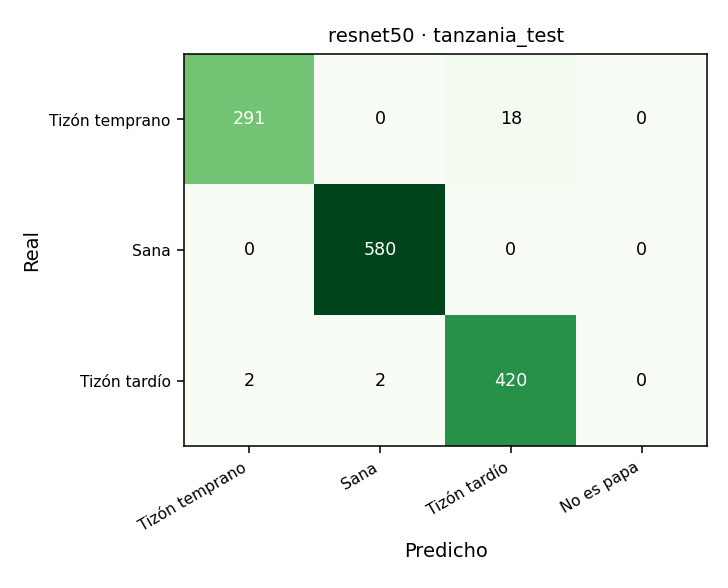 resnet50 · tanzania_test
Tizón temprano 291 0 18 0
Real
Sana 0 580 0 0
Tizón tardío 2 2 420 0
Tizón temprano Sana Tizón tardío No es papa
Predicho